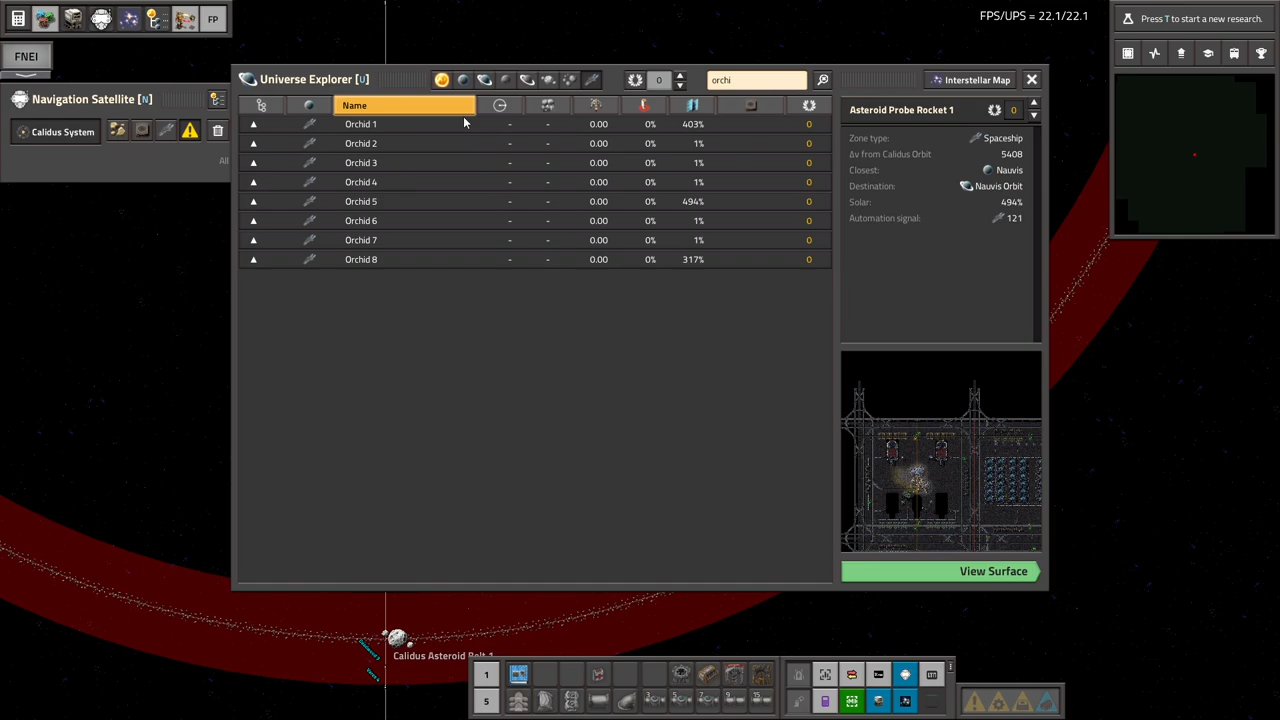 FP
FPS/UPS = 22.1/22.1
Press T to start a new research.
FNEI
Universe Explorer [U]
0
orchi
Interstellar Map
Navigation Satellite [N]
Calidus System
All
Name
Orchid 1 - - 0.00 0% 403% 0
Orchid 2 - - 0.00 0% 1% 0
Orchid 3 - - 0.00 0% 1% 0
Orchid 4 - - 0.00 0% 1% 0
Orchid 5 - - 0.00 0% 494% 0
Orchid 6 - - 0.00 0% 1% 0
Orchid 7 - - 0.00 0% 1% 0
Orchid 8 - - 0.00 0% 317% 0
Asteroid Probe Rocket 1 0
Zone type: Spaceship
Δv from Calidus Orbit 5408
Closest: Nauvis
Destination: Nauvis Orbit
Solar: 494%
Automation signal: 121
View Surface
Calidus Asteroid Belt 1
1
5